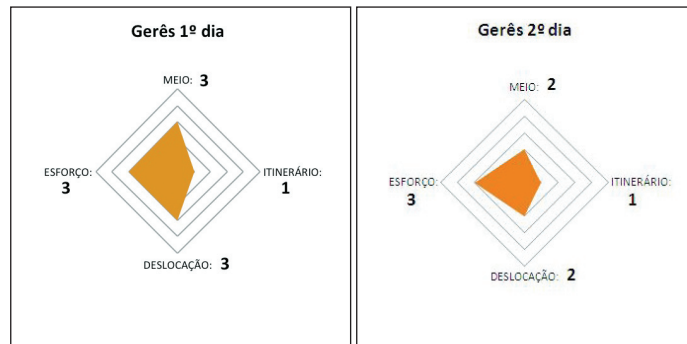 Gerês 1º dia
MEIO: 3
ESFORÇO: 3
ITINERÁRIO: 1
DESLOCAÇÃO: 3
Gerês 2º dia
MEIO: 2
ESFORÇO: 3
ITINERÁRIO: 1
DESLOCAÇÃO: 2